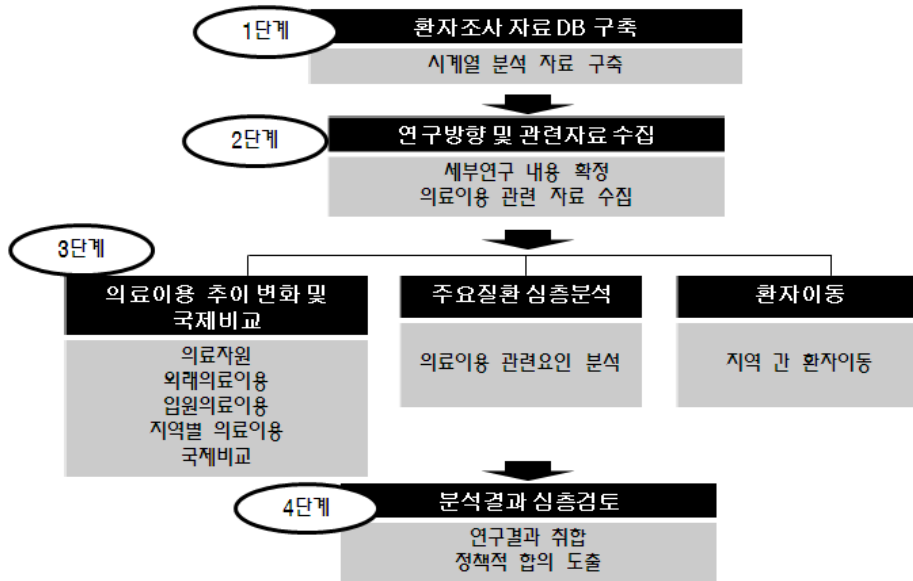 1단계
환자조사 자료 DB 구축
시계열 분석 자료 구축
2단계
연구방향 및 관련자료 수집
세부연구 내용 확정
의료이용 관련 자료 수집
3단계
의료이용 추이 변화 및
국제비교
의료자원
외래의료이용
입원의료이용
지역별 의료이용
국제비교
주요질환 심층분석
의료이용 관련요인 분석
환자이동
지역 간 환자이동
4단계
분석결과 심층검토
연구결과 취합
정책적 합의 도출